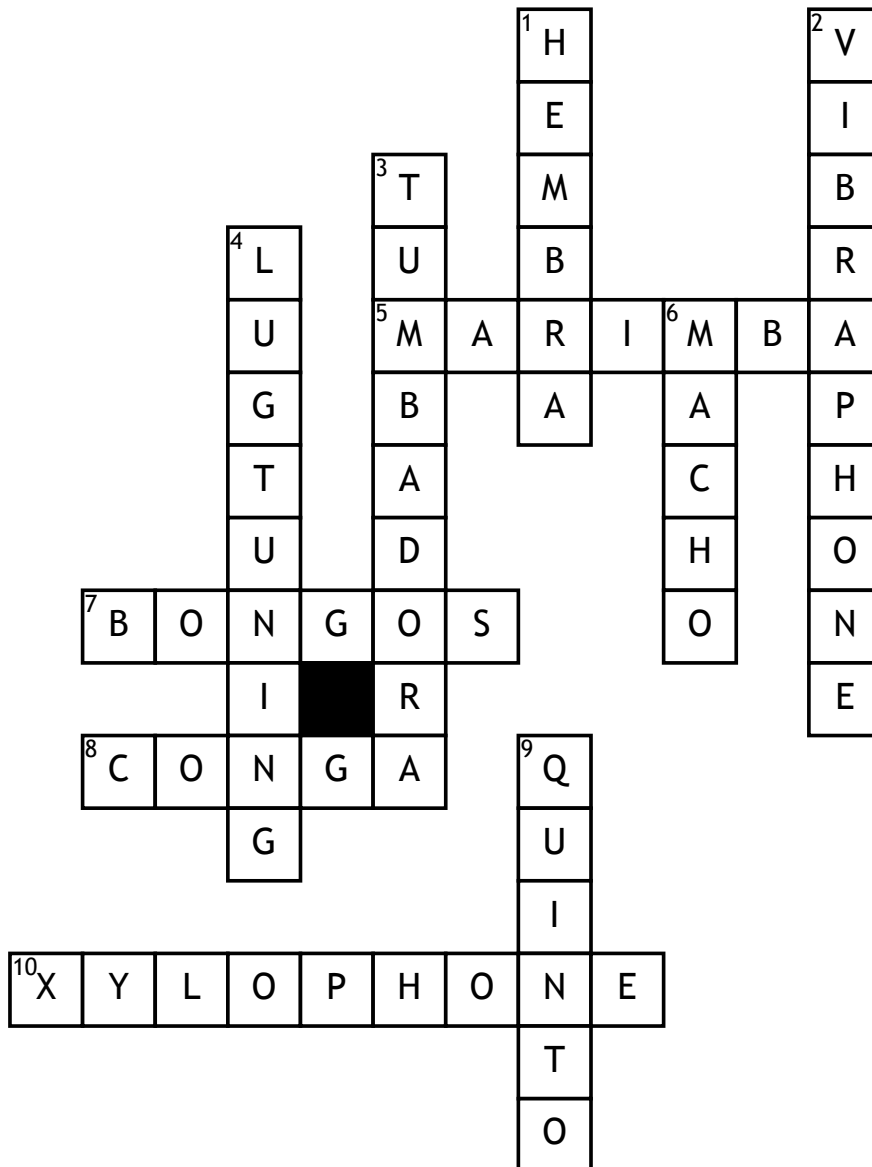 1 H 2 V
E I
3 T M B
4 L U B R
U 5 M A R I 6 M B A
G B A A P
T A C H
U D H O
7 B O N G O S O N
I R E
8 C O N G A 9 Q
G U
I
10 X Y L O P H O N E
T
O